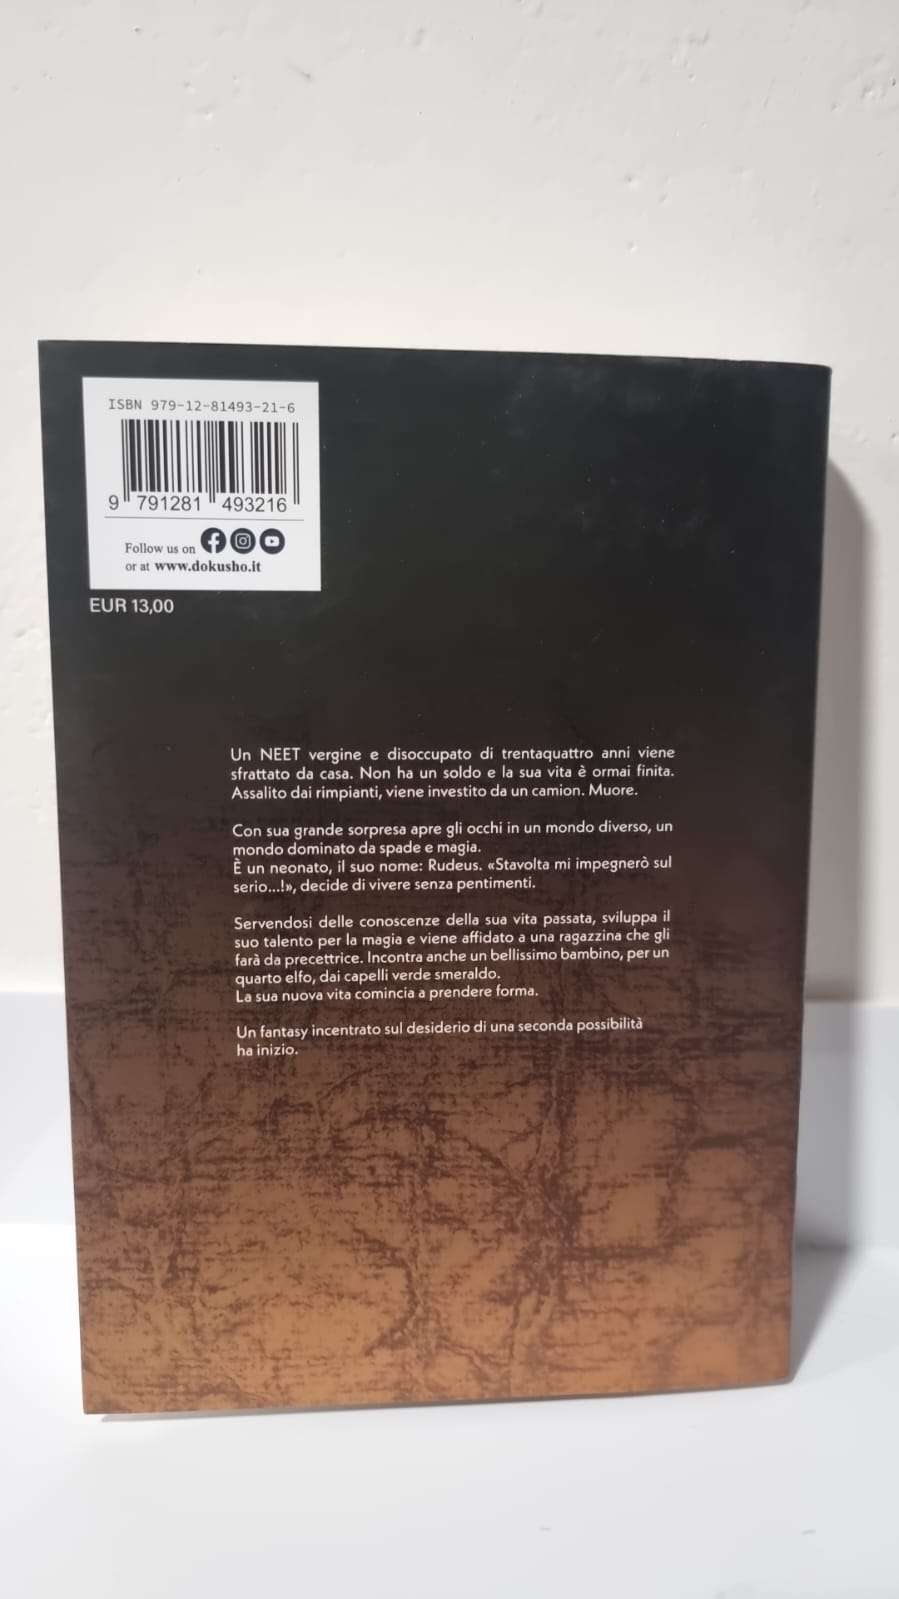 ISBN 979-12-81493-21-6
9 791281 493216
Follow us on
or at www.dokusho.it
EUR 13,00
Un NEET vergine e disoccupato di trentaquattro anni viene
sfrattato da casa. Non ha un soldo e la sua vita è ormai finita.
Assalito dai rimpianti, viene investito da un camion. Muore.
Con sua grande sorpresa apre gli occhi in un mondo diverso, un
mondo dominato da spade e magia.
È un neonato, il suo nome: Rudeus. «Stavolta mi impegnerò sul
serio...!», decide di vivere senza pentimenti.
Servendosi delle conoscenze della sua vita passata, sviluppa il
suo talento per la magia e viene affidato a una ragazzina che gli
farà da precettrice. Incontra anche un bellissimo bambino, per un
quarto elfo, dai capelli verde smeraldo.
La sua nuova vita comincia a prendere forma.
Un fantasy incentrato sul desiderio di una seconda possibilità
ha inizio.